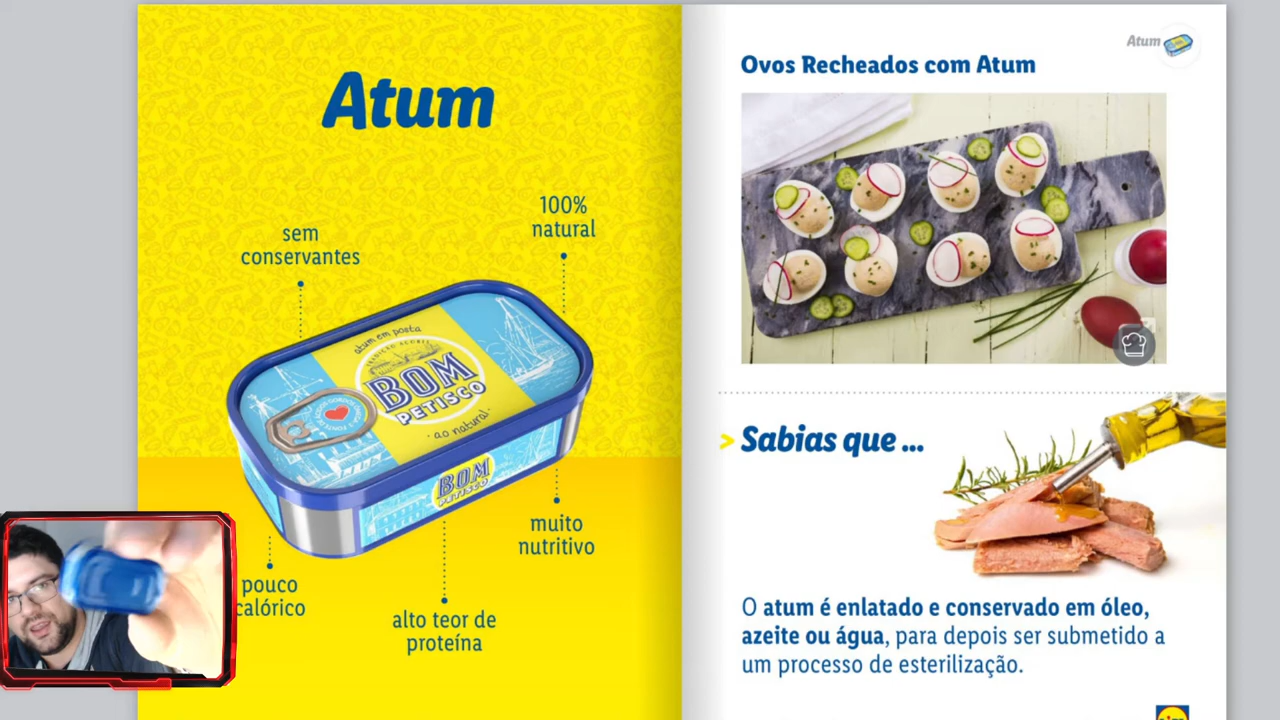 Atum
100%
natural
sem
conservantes
atum em posta
BOM
PETISCO
ao natural
BOM
PETISCO
muito
nutritivo
pouco
calórico
alto teor de
proteína
Atum
Ovos Recheados com Atum
> Sabias que ...
O atum é enlatado e conservado em óleo,
azeite ou água, para depois ser submetido a
um processo de esterilização.